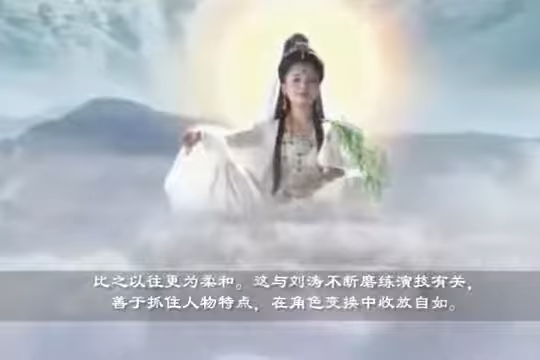 比之以往更为柔和。这与刘涛不断磨练演技有关，
善于抓住人物特点，在角色变换中收放自如。